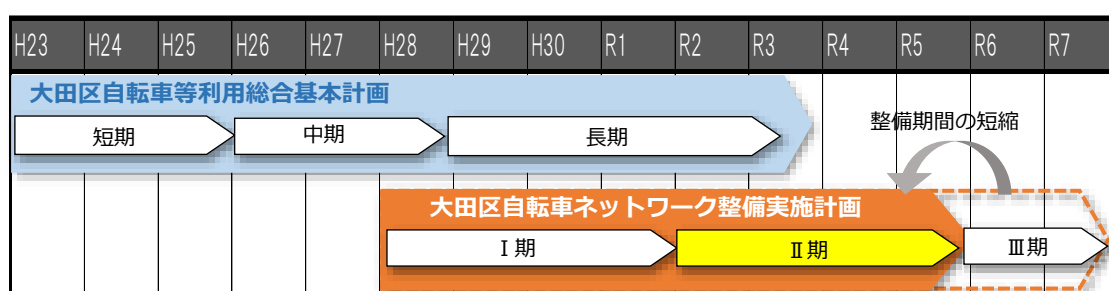 H23 H24 H25 H26 H27 H28 H29 H30 R1 R2 R3 R4 R5 R6 R7
大田区自転車等利用総合基本計画
短期 中期 長期
整備期間の短縮
大田区自転車ネットワーク整備実施計画
Ⅰ期 Ⅱ期 Ⅲ期